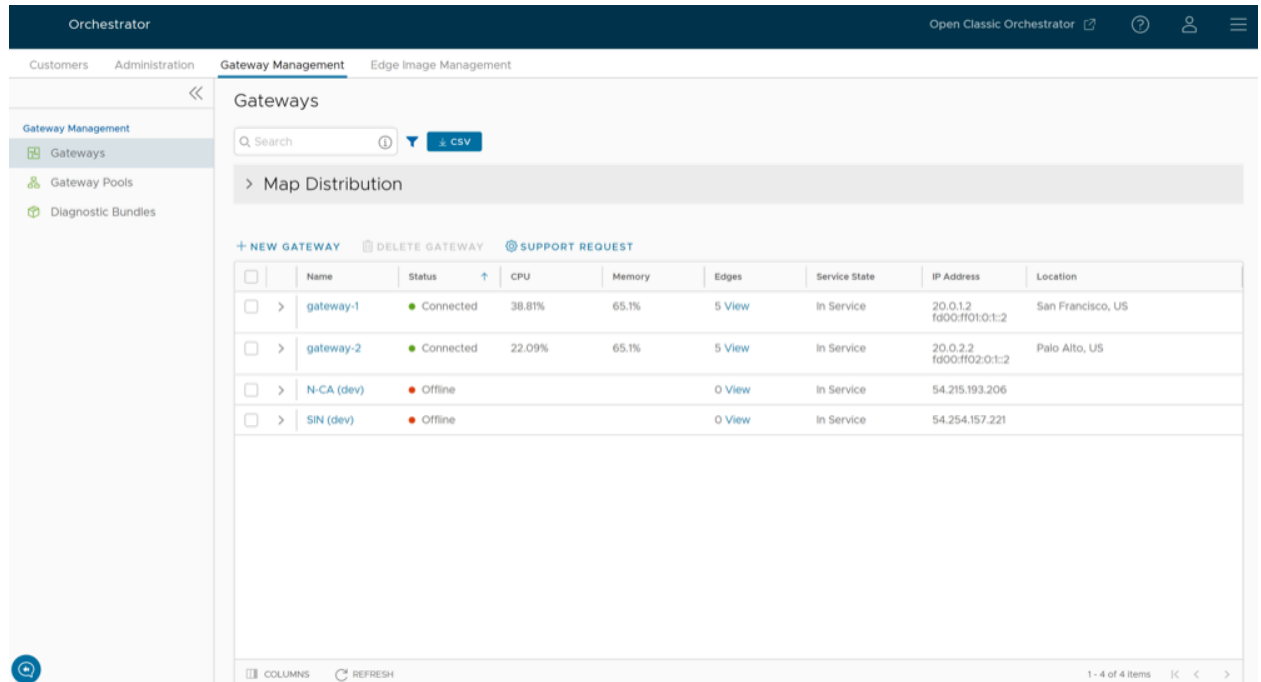 Orchestrator
Open Classic Orchestrator
Customers Administration Gateway Management Edge Image Management
Gateway Management
Gateways
Gateway Pools
Diagnostic Bundles
Gateways
Search
CSV
Map Distribution
NEW GATEWAY DELETE GATEWAY SUPPORT REQUEST
Name Status CPU Memory Edges Service State IP Address Location
gateway-1 Connected 38.81% 65.1% 5 View In Service 20.0.1.2 San Francisco, US
fd00:ff01:0:1::2
gateway-2 Connected 22.09% 65.1% 5 View In Service 20.0.2.2 Palo Alto, US
fd00:ff02:0:1::2
N-CA (dev) Offline 0 View In Service 54.215.193.206
SIN (dev) Offline 0 View In Service 54.254.157.221
COLUMNS REFRESH 1 - 4 of 4 items